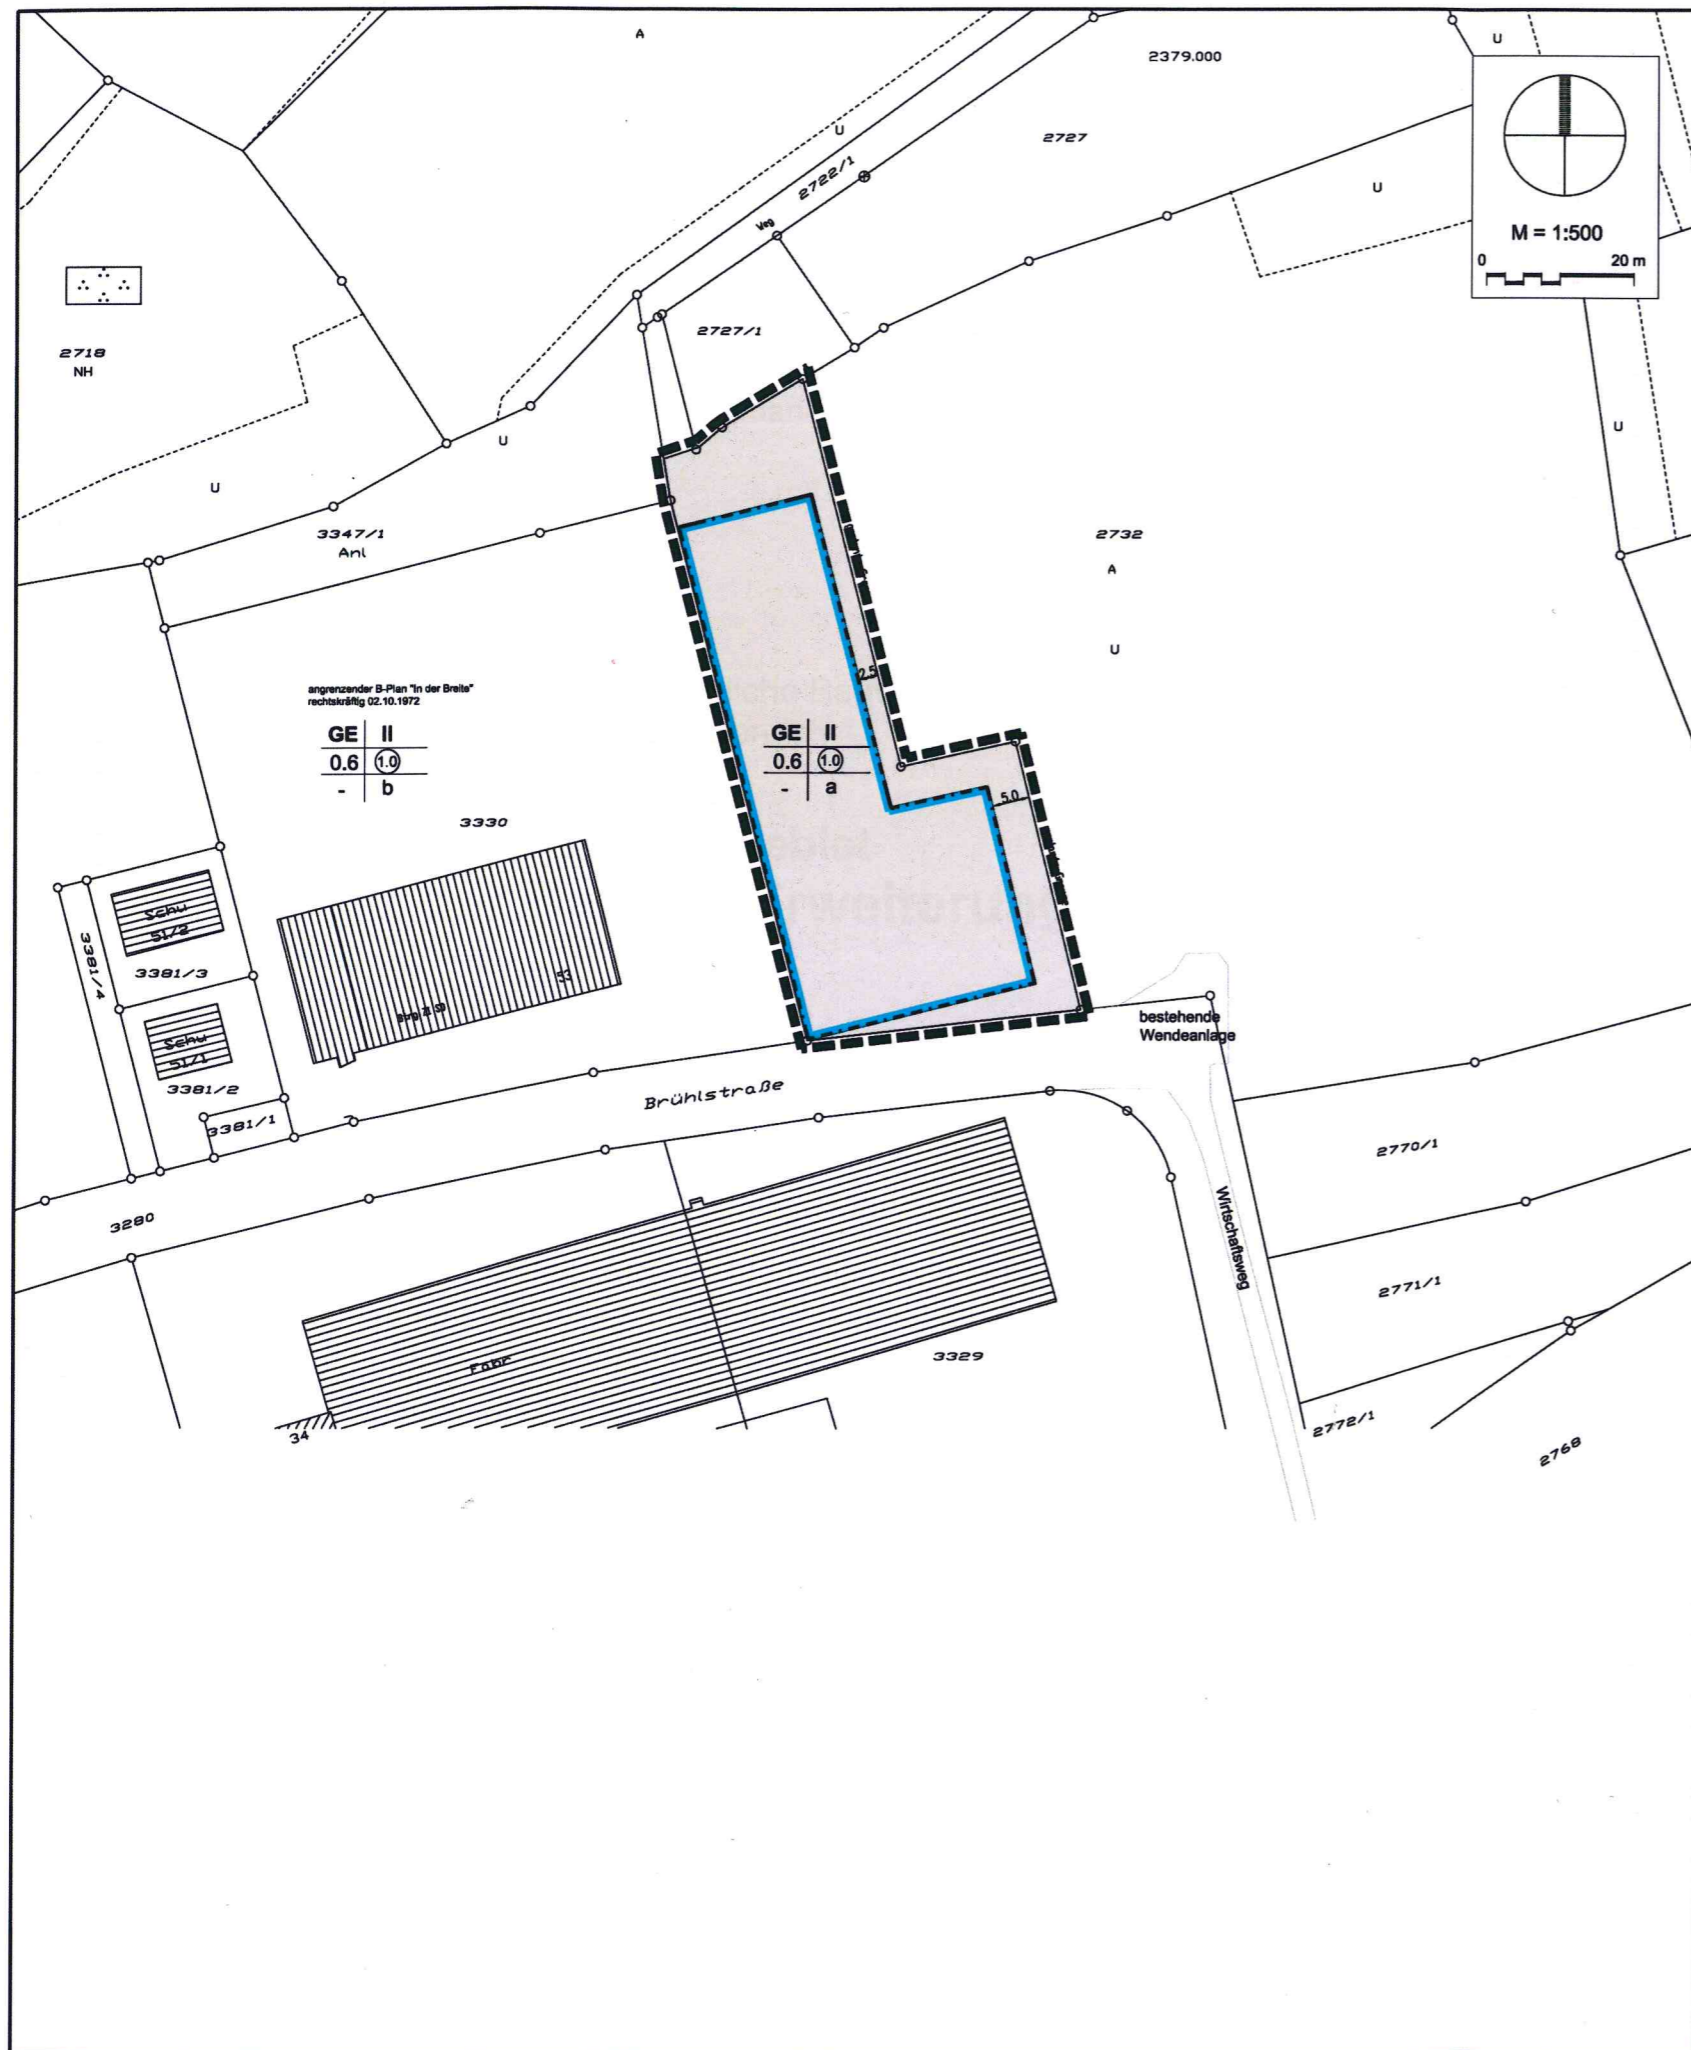 A
U
2379.000
U
2727
2722/1
Weg
U
M = 1:500
0 20 m
2727/1
2718
NH
U
U
U
3347/1
Anl
2732
A
U
angrenzender B-Plan "In der Breite"
rechtskräftig 02.10.1972
GE II
0.6 1.0
- b
2.5
GE II
0.6 1.0
- a
5.0
3330
Schu
51/2
3381/4
3381/3
53
Schu
51/1
3381/2
3381/1
bestehende
Wendeanlage
Brühlstraße
3280
2770/1
Wirtschaftsweg
2771/1
Fabr
3329
34
2772/1
2768